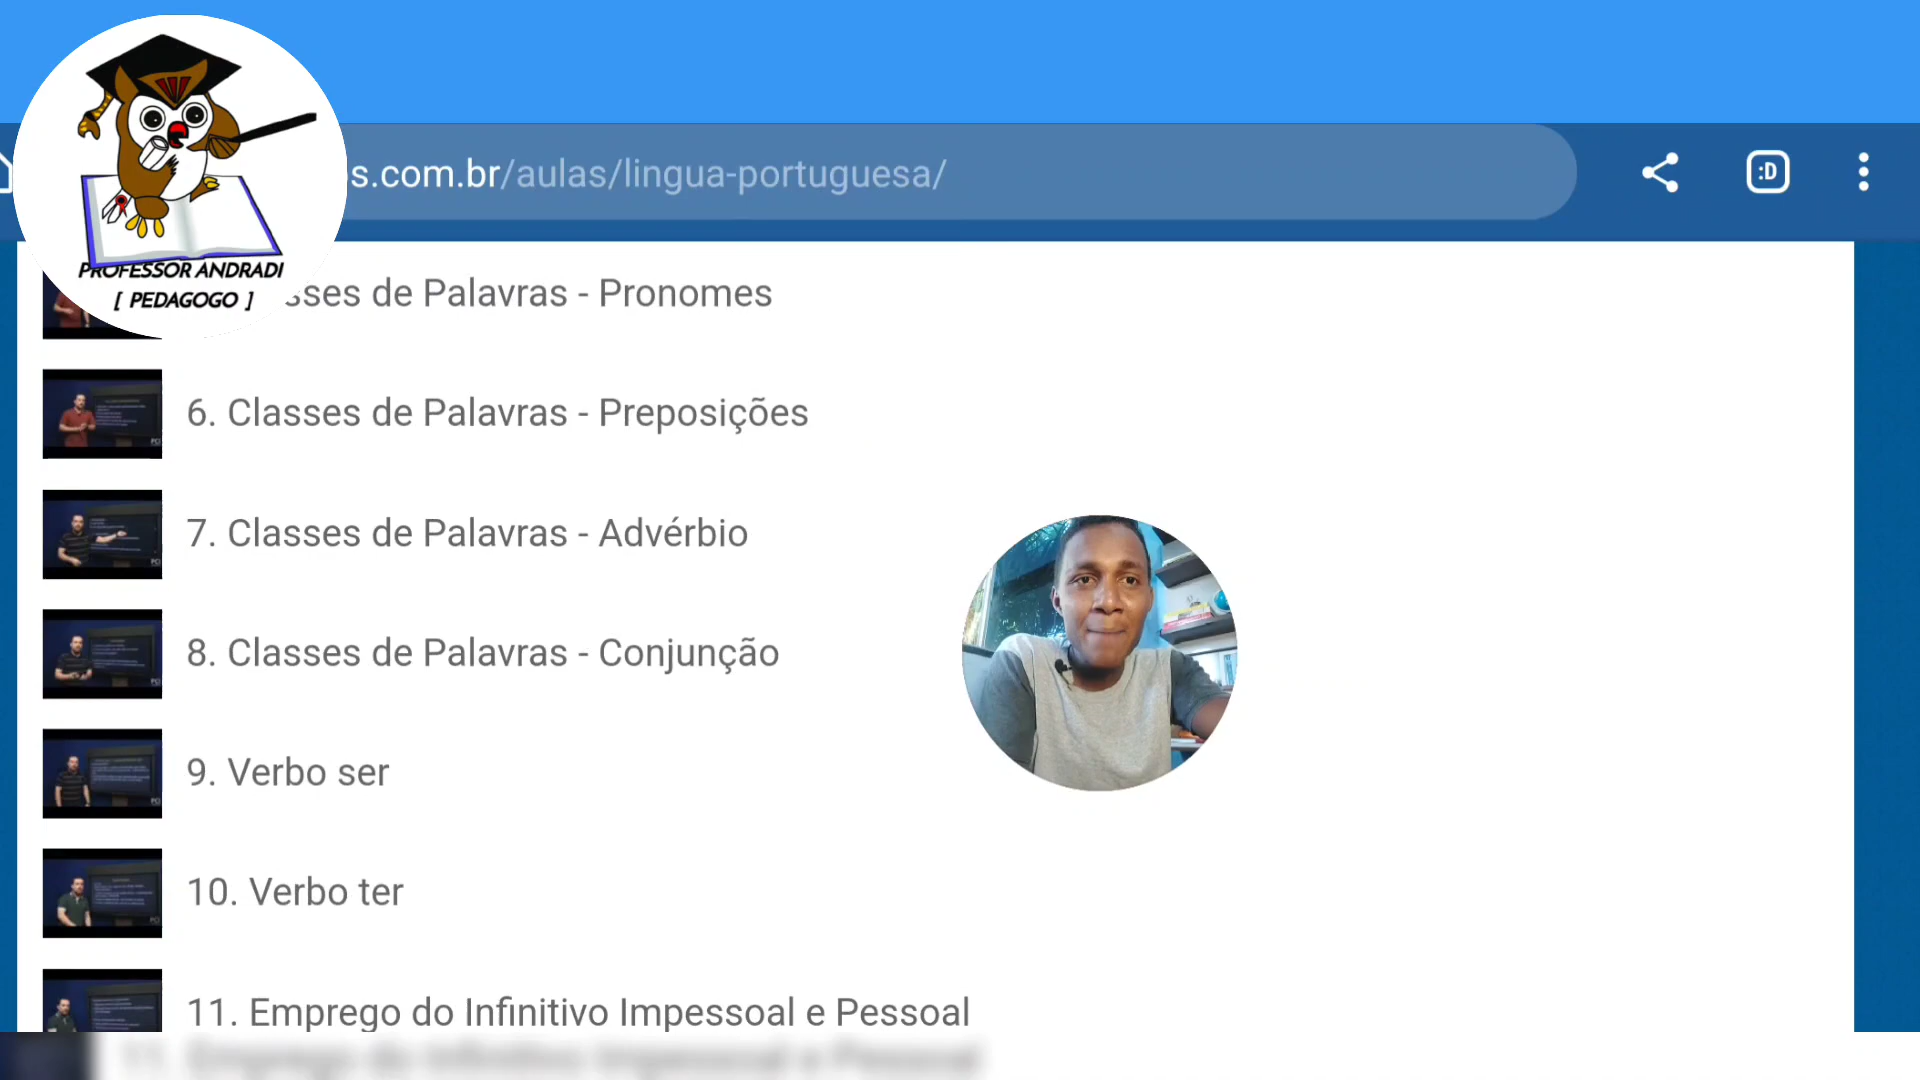 s.com.br/aulas/lingua-portuguesa/
:D
PROFESSOR ANDRADI
[ PEDAGOGO ]
sses de Palavras - Pronomes
6. Classes de Palavras - Preposições
7. Classes de Palavras - Advérbio
8. Classes de Palavras - Conjunção
9. Verbo ser
10. Verbo ter
11. Emprego do Infinitivo Impessoal e Pessoal